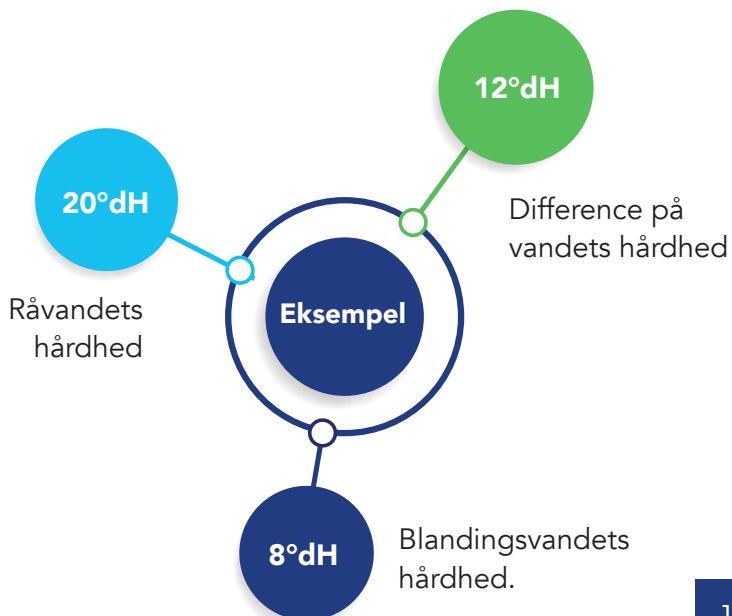 12°dH
Difference på
vandets hårdhed
20°dH
Råvandets
hårdhed
Eksempel
8°dH
Blandingsvandets
hårdhed.